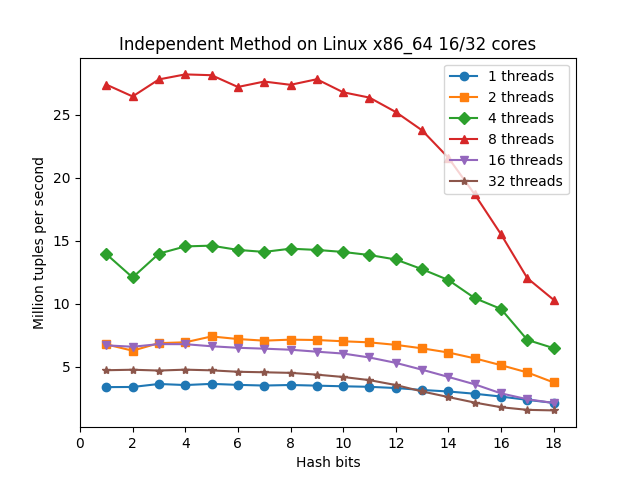 Independent Method on Linux x86_64 16/32 cores
1 threads
2 threads
4 threads
8 threads
16 threads
32 threads
25
20
15
10
5
Million tuples per second
0 2 4 6 8 10 12 14 16 18
Hash bits